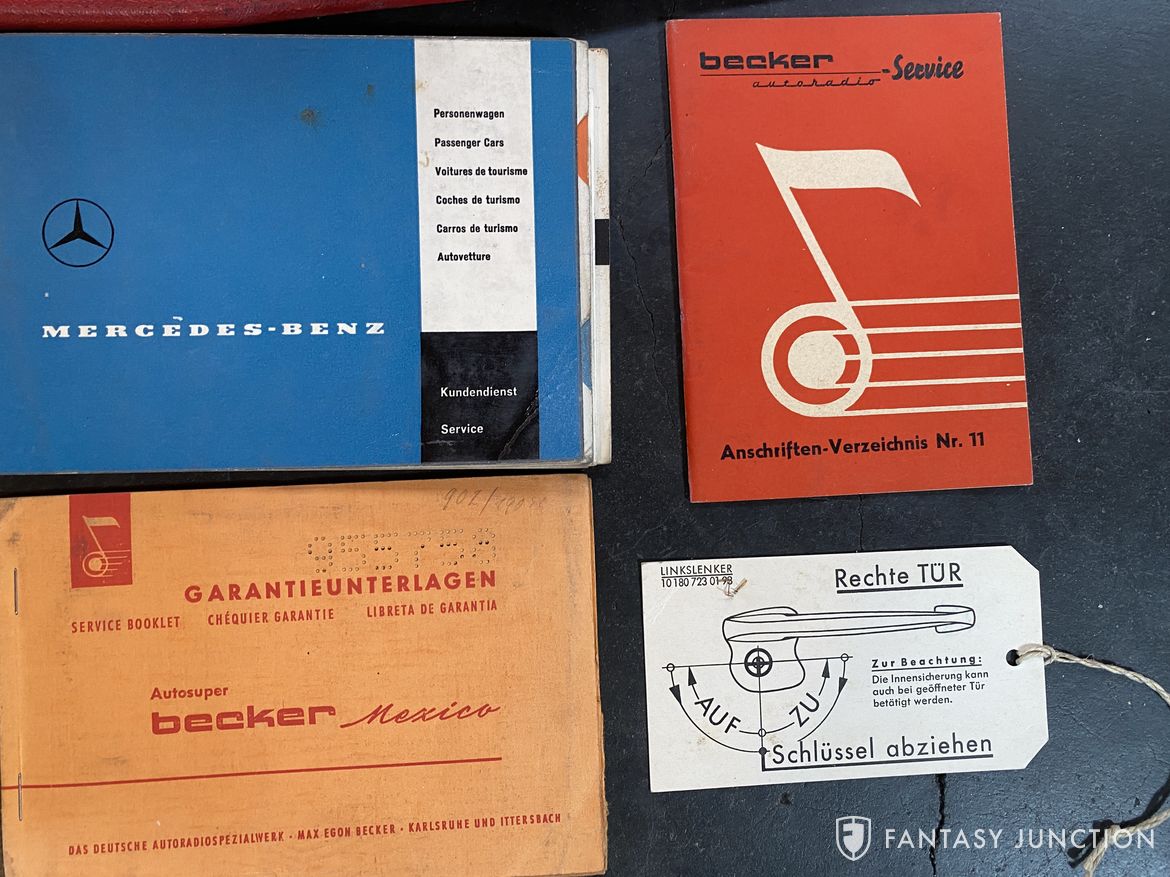 Personenwagen
Passenger Cars
Voitures de tourisme
Coches de turismo
Carros de turismo
Autovetture
MERCEDES-BENZ
Kundendienst
Service
becker
autoradio
-Service
Anschriften-Verzeichnis Nr. 11
GARANTIEUNTERLAGEN
SERVICE BOOKLET CHÉQUIER GARANTIE LIBRETA DE GARANTIA
Autosuper
becker Mexico
DAS DEUTSCHE AUTORADIOSPEZIALWERK · MAX EGON BECKER · KARLSRUHE UND ITTERSBACH
LINKSLENKER
10 180 723 01 98
Rechte TÜR
Zur Beachtung:
Die Innensicherung kann
auch bei geöffneter Tür
betätigt werden.
AUF
ZU
Schlüssel abziehen
FANTASY JUNCTION